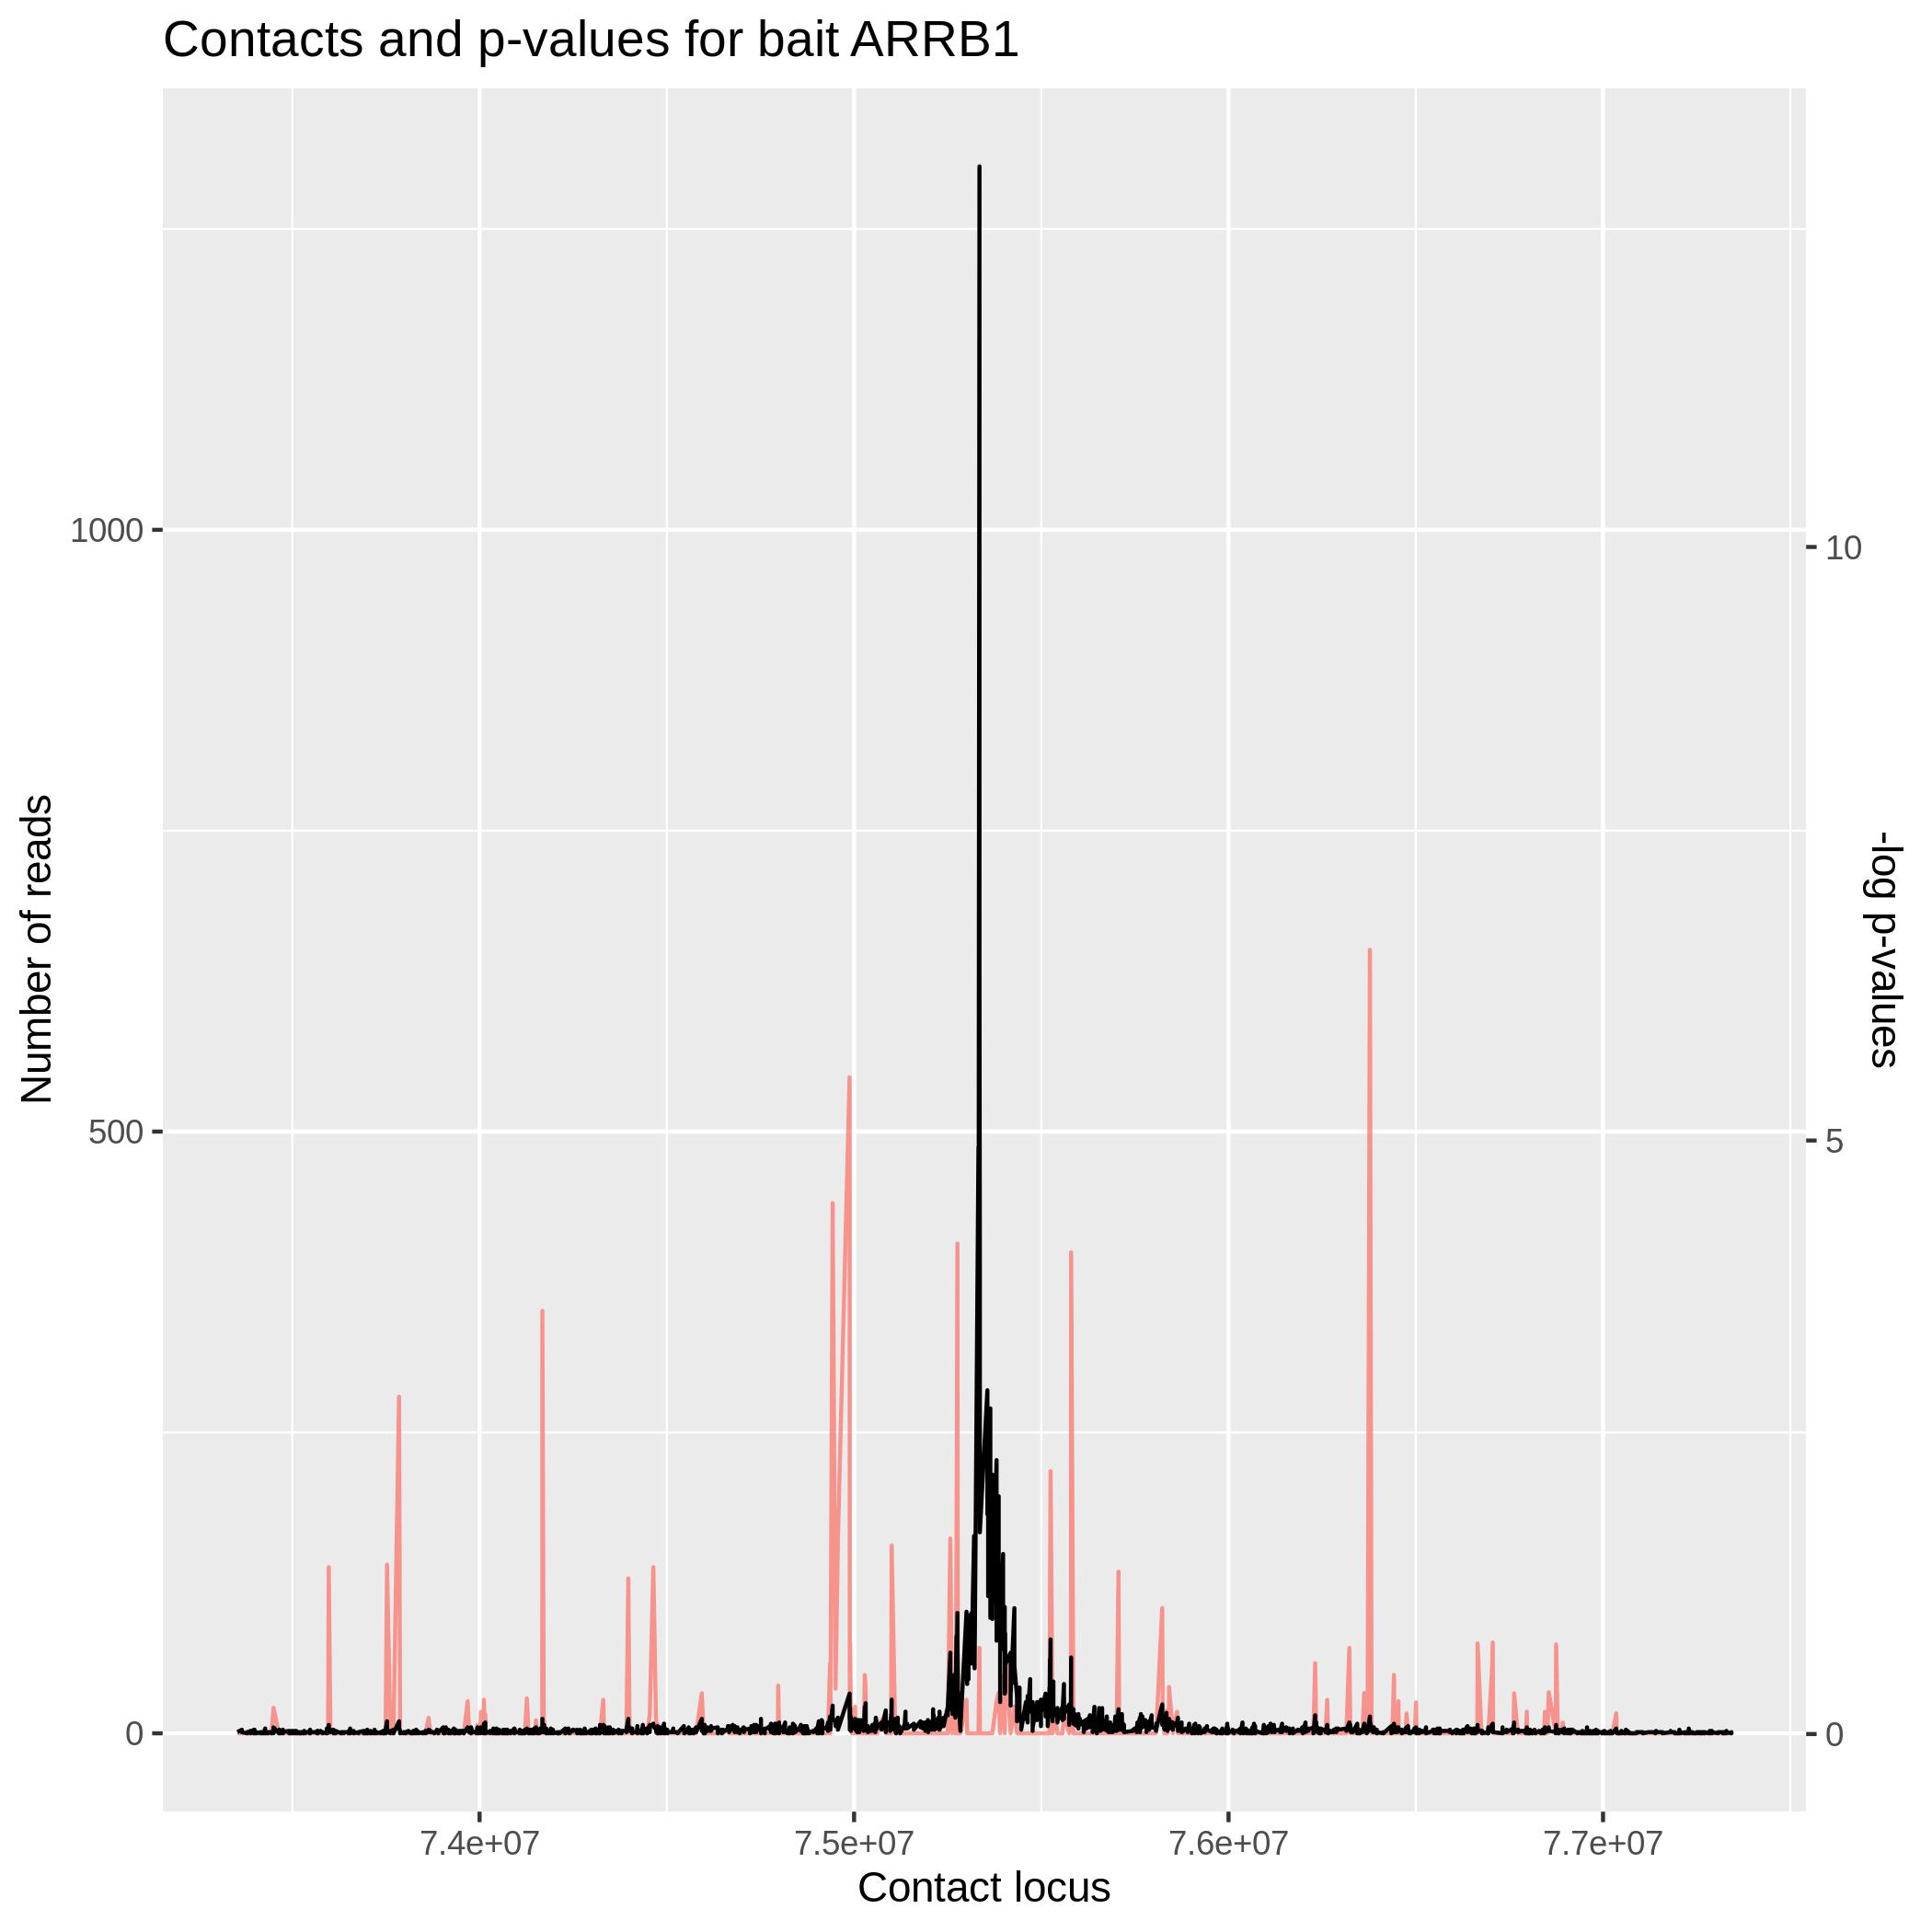 Contacts and p-values for bait ARRB1
1000
500
0
Number of reads
10
5
0
-log p-values
7.4e+07
7.5e+07
7.6e+07
7.7e+07
Contact locus